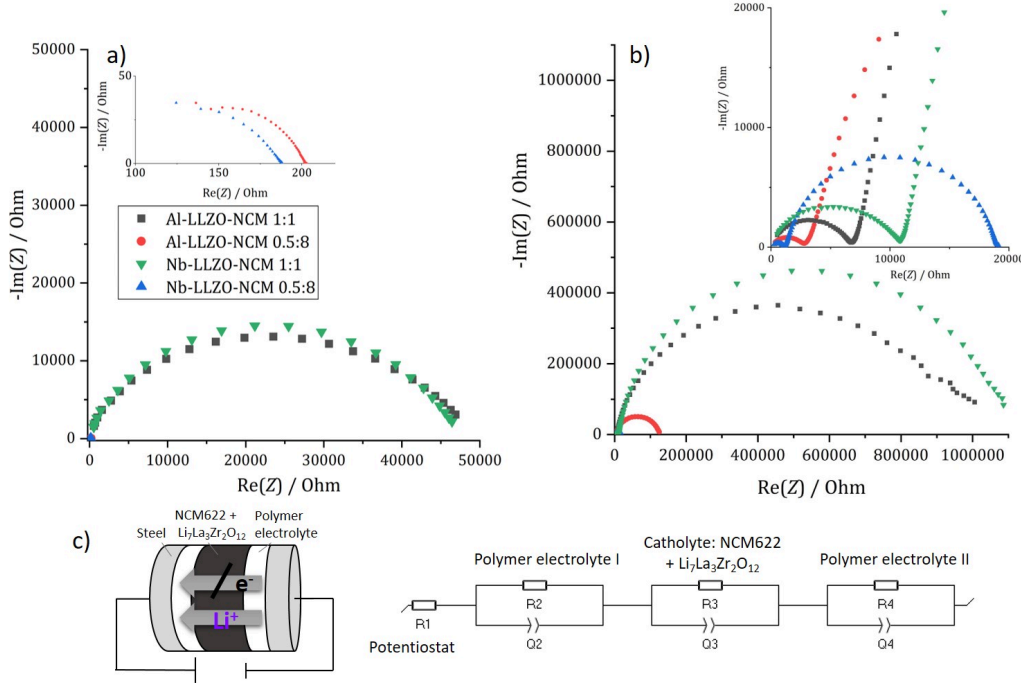 a)
50000
40000
30000
20000
10000
0
-Im(Z) / Ohm
0
10000
20000
30000
40000
50000
Re(Z) / Ohm
50
0
-Im(Z) / Ohm
100
150
200
Re(Z) / Ohm
Al-LLZO-NCM 1:1
Al-LLZO-NCM 0.5:8
Nb-LLZO-NCM 1:1
Nb-LLZO-NCM 0.5:8
b)
1000000
800000
600000
400000
200000
0
-Im(Z) / Ohm
0
200000
400000
600000
800000
1000000
Re(Z) / Ohm
20000
10000
0
-Im(Z) / Ohm
0
10000
20000
Re(Z) / Ohm
c)
Steel
NCM622 +
Li₇La₃Zr₂O₁₂
Polymer
electrolyte
e⁻
Li⁺
Polymer electrolyte I
Catholyte: NCM622
+ Li₇La₃Zr₂O₁₂
Polymer electrolyte II
R1
R2
R3
R4
Potentiostat
Q2
Q3
Q4